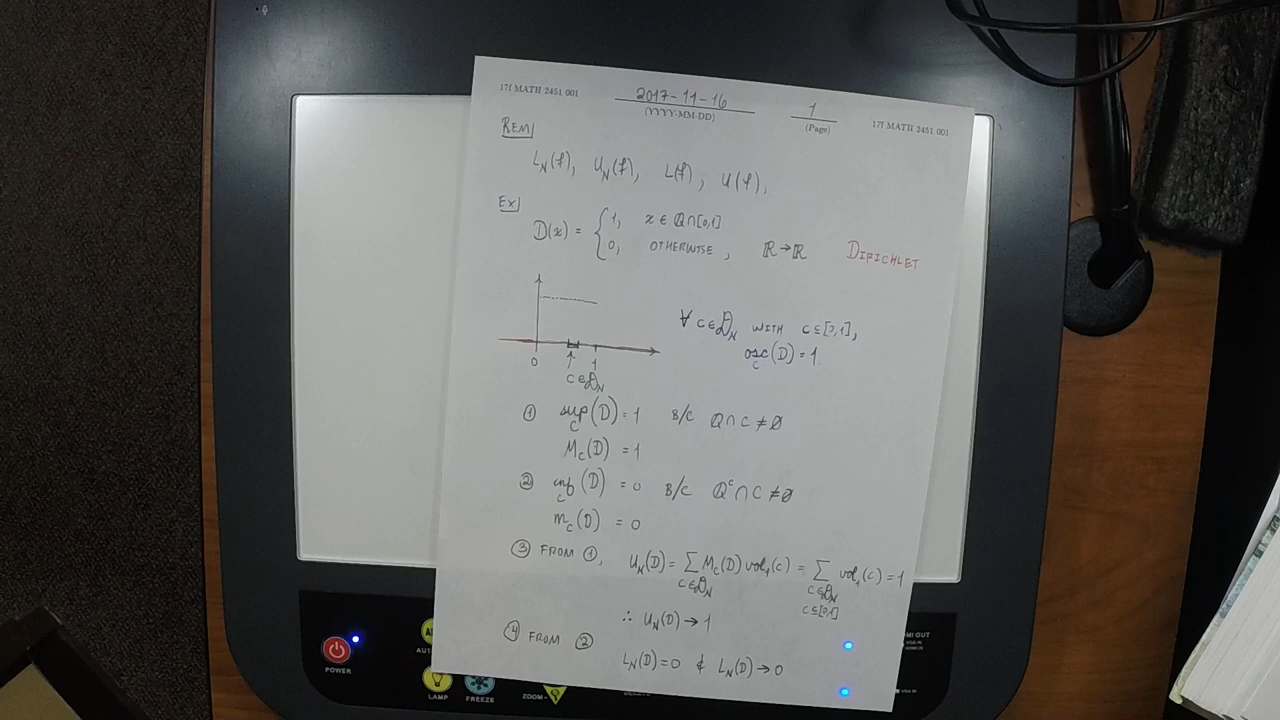 17f MATH 2451 001 2017-11-16 1 17f MATH 2451 001
(YYYY-MM-DD) (Page)
REM
L_N(f), U_N(f), L(f), U(f),
EX
D(x) = { 1, x ∈ Q∩[0,1]
0, OTHERWISE, R→R DIRICHLET
∀ C∈D_N WITH C⊆[0,1],
osc_C(D) = 1
0 1
C∈D_N
① sup_C(D) = 1 B/C Q∩C ≠ ∅
M_C(D) = 1
② inf_C(D) = 0 B/C Q^c∩C ≠ ∅
m_C(D) = 0
③ FROM ①, U_N(D) = ∑_{C∈D_N} M_C(D) vol_1(C) = ∑_{C∈D_N, C⊆[0,1]} vol_1(C) = 1
∴ U_N(D) → 1
④ FROM ②
L_N(D) = 0 & L_N(D) → 0
POWER
LAMP
FREEZE
ZOOM-